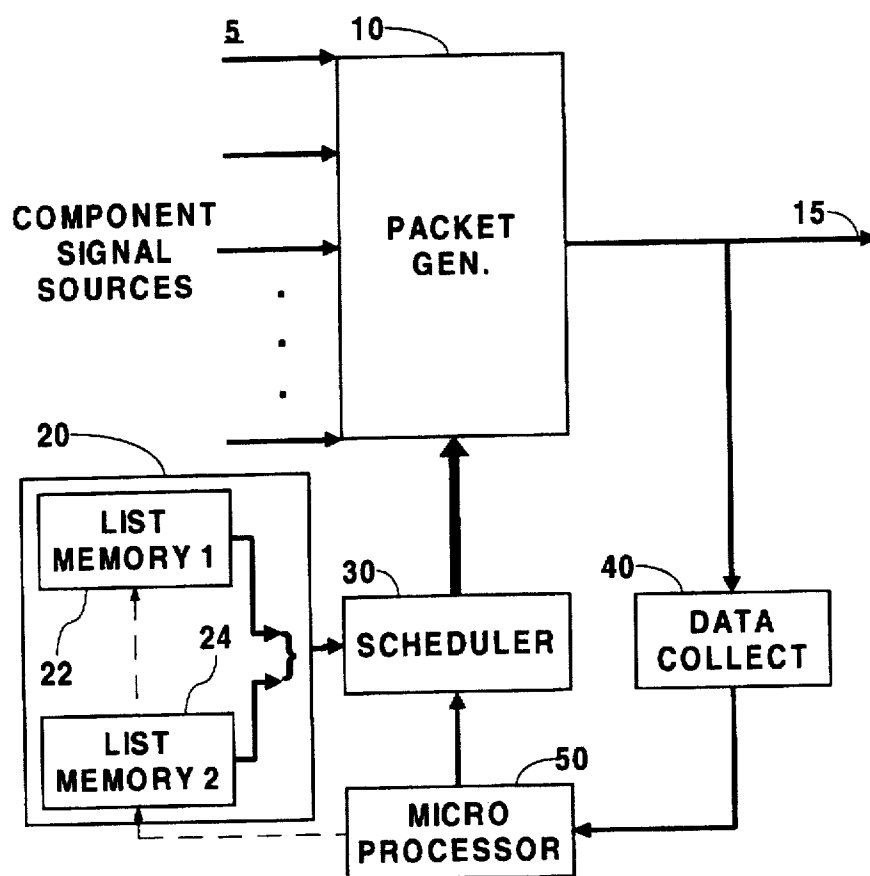 5
10
COMPONENT
SIGNAL
SOURCES
PACKET
GEN.
15
20
LIST
MEMORY 1
22
24
LIST
MEMORY 2
30
SCHEDULER
40
DATA
COLLECT
50
MICRO
PROCESSOR